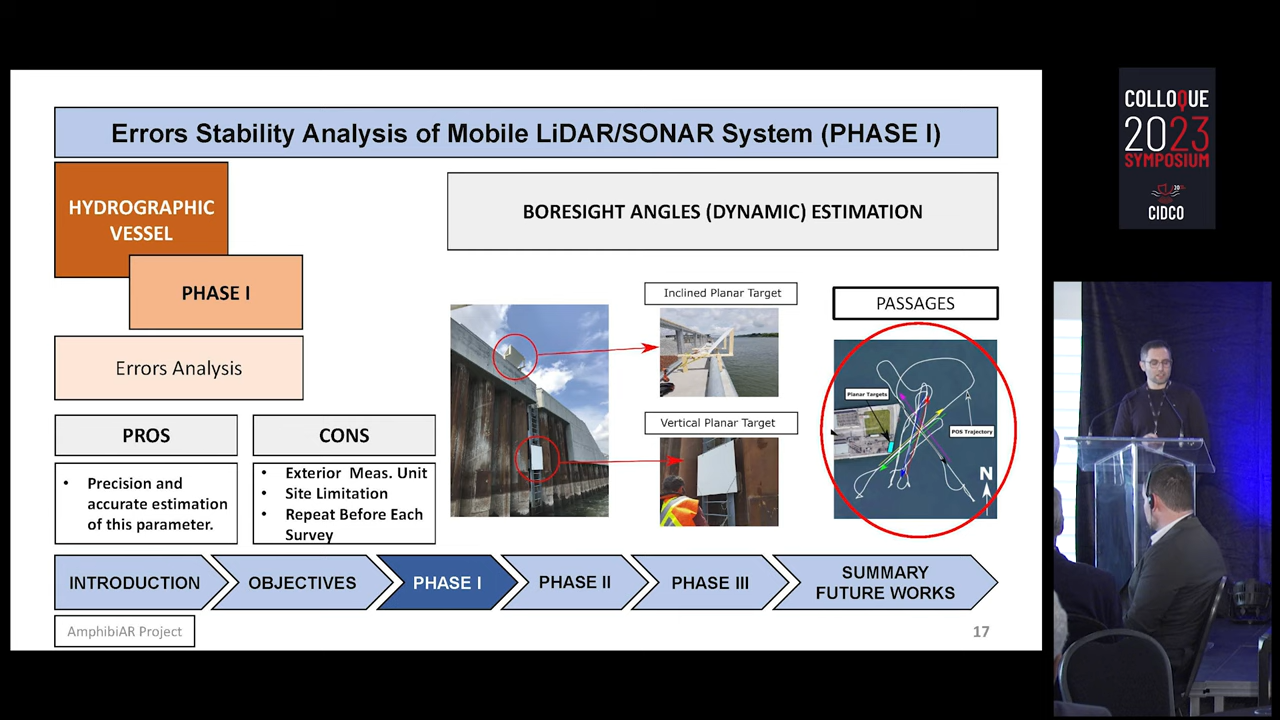 Errors Stability Analysis of Mobile LiDAR/SONAR System (PHASE I)
HYDROGRAPHIC
VESSEL
PHASE I
Errors Analysis
PROS
• Precision and
accurate estimation
of this parameter.
CONS
• Exterior Meas. Unit
• Site Limitation
• Repeat Before Each
Survey
BORESIGHT ANGLES (DYNAMIC) ESTIMATION
Inclined Planar Target
Vertical Planar Target
PASSAGES
Planar Targets
POS Trajectory
N
INTRODUCTION
OBJECTIVES
PHASE I
PHASE II
PHASE III
SUMMARY
FUTURE WORKS
AmphibiAR Project
17
COLLOQUE
2023
SYMPOSIUM
CIDCO